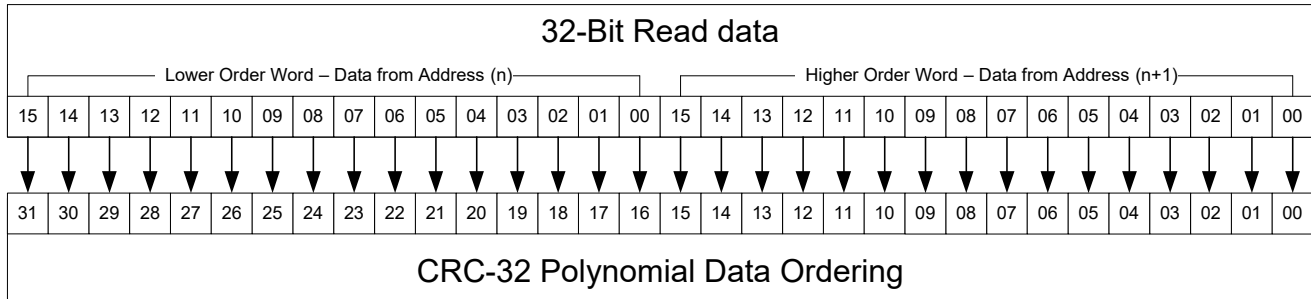 32-Bit Read data
Lower Order Word – Data from Address (n) Higher Order Word – Data from Address (n+1)
15 14 13 12 11 10 09 08 07 06 05 04 03 02 01 00 15 14 13 12 11 10 09 08 07 06 05 04 03 02 01 00
31 30 29 28 27 26 25 24 23 22 21 20 19 18 17 16 15 14 13 12 11 10 09 08 07 06 05 04 03 02 01 00
CRC-32 Polynomial Data Ordering